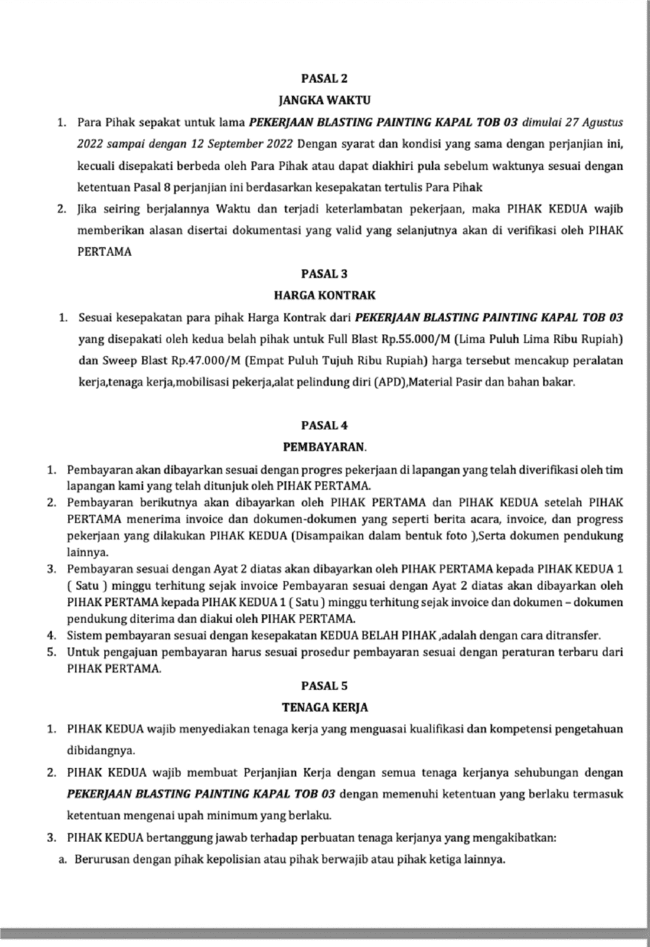 PASAL 2
JANGKA WAKTU
1. Para Pihak sepakat untuk lama PEKERJAAN BLASTING PAINTING KAPAL TOB 03 dimulai 27 Agustus
2022 sampai dengan 12 September 2022 Dengan syarat dan kondisi yang sama dengan perjanjian ini,
kecuali disepakati berbeda oleh Para Pihak atau dapat diakhiri pula sebelum waktunya sesuai dengan
ketentuan Pasal 8 perjanjian ini berdasarkan kesepakatan tertulis Para Pihak
2. Jika seiring berjalannya Waktu dan terjadi keterlambatan pekerjaan, maka PIHAK KEDUA wajib
memberikan alasan disertai dokumentasi yang valid yang selanjutnya akan di verifikasi oleh PIHAK
PERTAMA
PASAL 3
HARGA KONTRAK
1. Sesuai kesepakatan para pihak Harga Kontrak dari PEKERJAAN BLASTING PAINTING KAPAL TOB 03
yang disepakati oleh kedua belah pihak untuk Full Blast Rp.55.000/M (Lima Puluh Lima Ribu Rupiah)
dan Sweep Blast Rp.47.000/M (Empat Puluh Tujuh Ribu Rupiah) harga tersebut mencakup peralatan
kerja,tenaga kerja,mobilisasi pekerja,alat pelindung diri (APD),Material Pasir dan bahan bakar.
PASAL 4
PEMBAYARAN.
1. Pembayaran akan dibayarkan sesuai dengan progres pekerjaan di lapangan yang telah diverifikasi oleh tim
lapangan kami yang telah ditunjuk oleh PIHAK PERTAMA.
2. Pembayaran berikutnya akan dibayarkan oleh PIHAK PERTAMA dan PIHAK KEDUA setelah PIHAK
PERTAMA menerima invoice dan dokumen-dokumen yang seperti berita acara, invoice, dan progress
pekerjaan yang dilakukan PIHAK KEDUA (Disampaikan dalam bentuk foto ),Serta dokumen pendukung
lainnya.
3. Pembayaran sesuai dengan Ayat 2 diatas akan dibayarkan oleh PIHAK PERTAMA kepada PIHAK KEDUA 1
( Satu ) minggu terhitung sejak invoice Pembayaran sesuai dengan Ayat 2 diatas akan dibayarkan oleh
PIHAK PERTAMA kepada PIHAK KEDUA 1 ( Satu ) minggu terhitung sejak invoice dan dokumen – dokumen
pendukung diterima dan diakui oleh PIHAK PERTAMA.
4. Sistem pembayaran sesuai dengan kesepakatan KEDUA BELAH PIHAK ,adalah dengan cara ditransfer.
5. Untuk pengajuan pembayaran harus sesuai prosedur pembayaran sesuai dengan peraturan terbaru dari
PIHAK PERTAMA.
PASAL 5
TENAGA KERJA
1. PIHAK KEDUA wajib menyediakan tenaga kerja yang menguasai kualifikasi dan kompetensi pengetahuan
dibidangnya.
2. PIHAK KEDUA wajib membuat Perjanjian Kerja dengan semua tenaga kerjanya sehubungan dengan
PEKERJAAN BLASTING PAINTING KAPAL TOB 03 dengan memenuhi ketentuan yang berlaku termasuk
ketentuan mengenai upah minimum yang berlaku.
3. PIHAK KEDUA bertanggung jawab terhadap perbuatan tenaga kerjanya yang mengakibatkan:
a. Berurusan dengan pihak kepolisian atau pihak berwajib atau pihak ketiga lainnya.